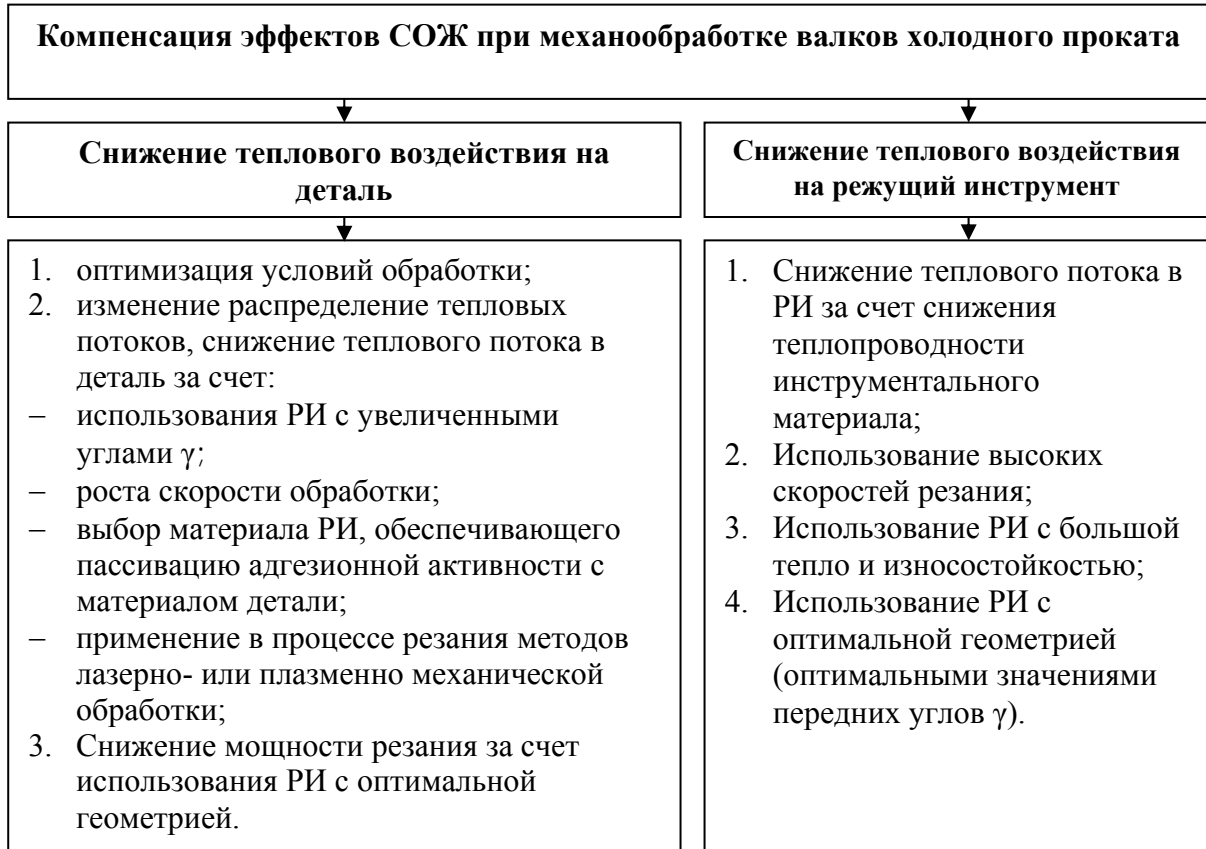 Компенсация эффектов СОЖ при механообработке валков холодного проката
Снижение теплового воздействия на
деталь
1. оптимизация условий обработки;
2. изменение распределение тепловых
потоков, снижение теплового потока в
деталь за счет:
– использования РИ с увеличенными
углами γ;
– роста скорости обработки;
– выбор материала РИ, обеспечивающего
пассивацию адгезионной активности с
материалом детали;
– применение в процессе резания методов
лазерно- или плазменно механической
обработки;
3. Снижение мощности резания за счет
использования РИ с оптимальной
геометрией.
Снижение теплового воздействия
на режущий инструмент
1. Снижение теплового потока в
РИ за счет снижения
теплопроводности
инструментального
материала;
2. Использование высоких
скоростей резания;
3. Использование РИ с большой
тепло и износостойкостью;
4. Использование РИ с
оптимальной геометрией
(оптимальными значениями
передних углов γ).